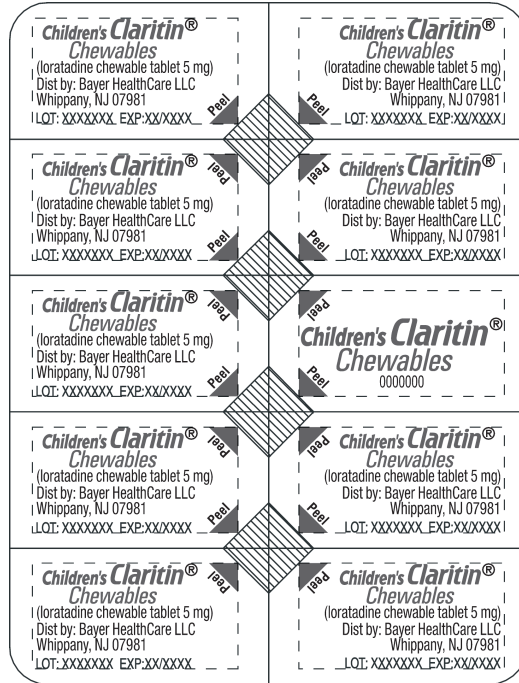 Children's Claritin®
Chewables
(loratadine chewable tablet 5 mg)
Dist by: Bayer HealthCare LLC
Whippany, NJ 07981
LOT: XXXXXXX EXP:XX/XXXX
Peel
Children's Claritin®
Chewables
(loratadine chewable tablet 5 mg)
Dist by: Bayer HealthCare LLC
Whippany, NJ 07981
LOT: XXXXXXX EXP:XX/XXXX
Peel
Peel
Children's Claritin®
Chewables
(loratadine chewable tablet 5 mg)
Dist by: Bayer HealthCare LLC
Whippany, NJ 07981
LOT: XXXXXXX EXP:XX/XXXX
Peel
Peel
Children's Claritin®
Chewables
(loratadine chewable tablet 5 mg)
Dist by: Bayer HealthCare LLC
Whippany, NJ 07981
LOT: XXXXXXX EXP:XX/XXXX
Peel
Peel
Children's Claritin®
Chewables
(loratadine chewable tablet 5 mg)
Dist by: Bayer HealthCare LLC
Whippany, NJ 07981
LOT: XXXXXXX EXP:XX/XXXX
Peel
Peel
Children's Claritin®
Chewables
0000000
Peel
Peel
Children's Claritin®
Chewables
(loratadine chewable tablet 5 mg)
Dist by: Bayer HealthCare LLC
Whippany, NJ 07981
LOT: XXXXXXX EXP:XX/XXXX
Peel
Peel
Children's Claritin®
Chewables
(loratadine chewable tablet 5 mg)
Dist by: Bayer HealthCare LLC
Whippany, NJ 07981
LOT: XXXXXXX EXP:XX/XXXX
Peel
Peel
Children's Claritin®
Chewables
(loratadine chewable tablet 5 mg)
Dist by: Bayer HealthCare LLC
Whippany, NJ 07981
LOT: XXXXXXX EXP:XX/XXXX
Peel
Children's Claritin®
Chewables
(loratadine chewable tablet 5 mg)
Dist by: Bayer HealthCare LLC
Whippany, NJ 07981
LOT: XXXXXXX EXP:XX/XXXX